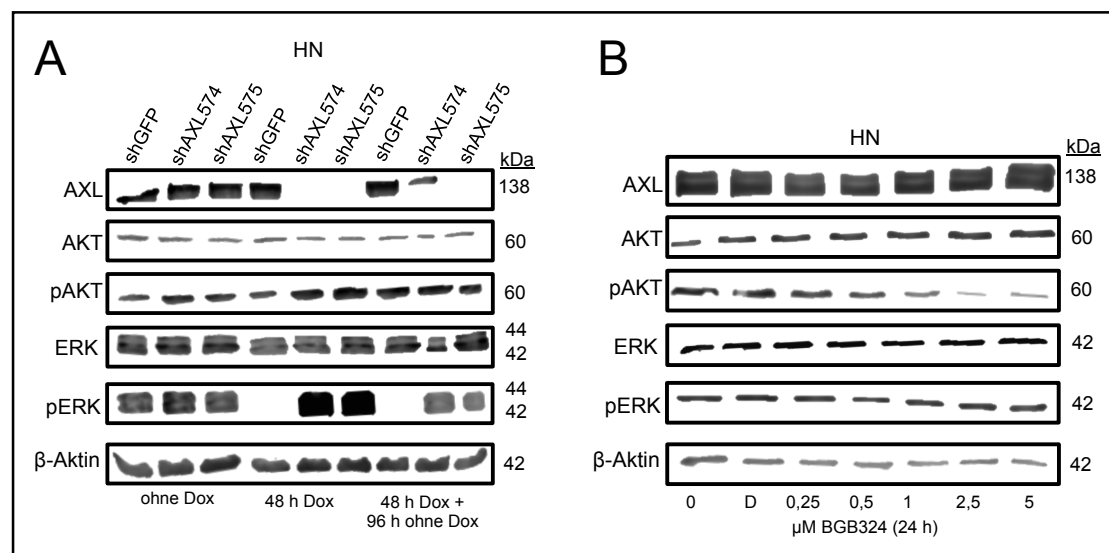 A
HN
shGFP
shAXL574
shAXL575
shGFP
shAXL574
shAXL575
shGFP
shAXL574
shAXL575
kDa
AXL 138
AKT 60
pAKT 60
ERK 44
42
pERK 44
42
β-Aktin 42
ohne Dox 48 h Dox 48 h Dox +
96 h ohne Dox
B
HN
kDa
AXL 138
AKT 60
pAKT 60
ERK 42
pERK 42
β-Aktin 42
0 D 0,25 0,5 1 2,5 5
µM BGB324 (24 h)